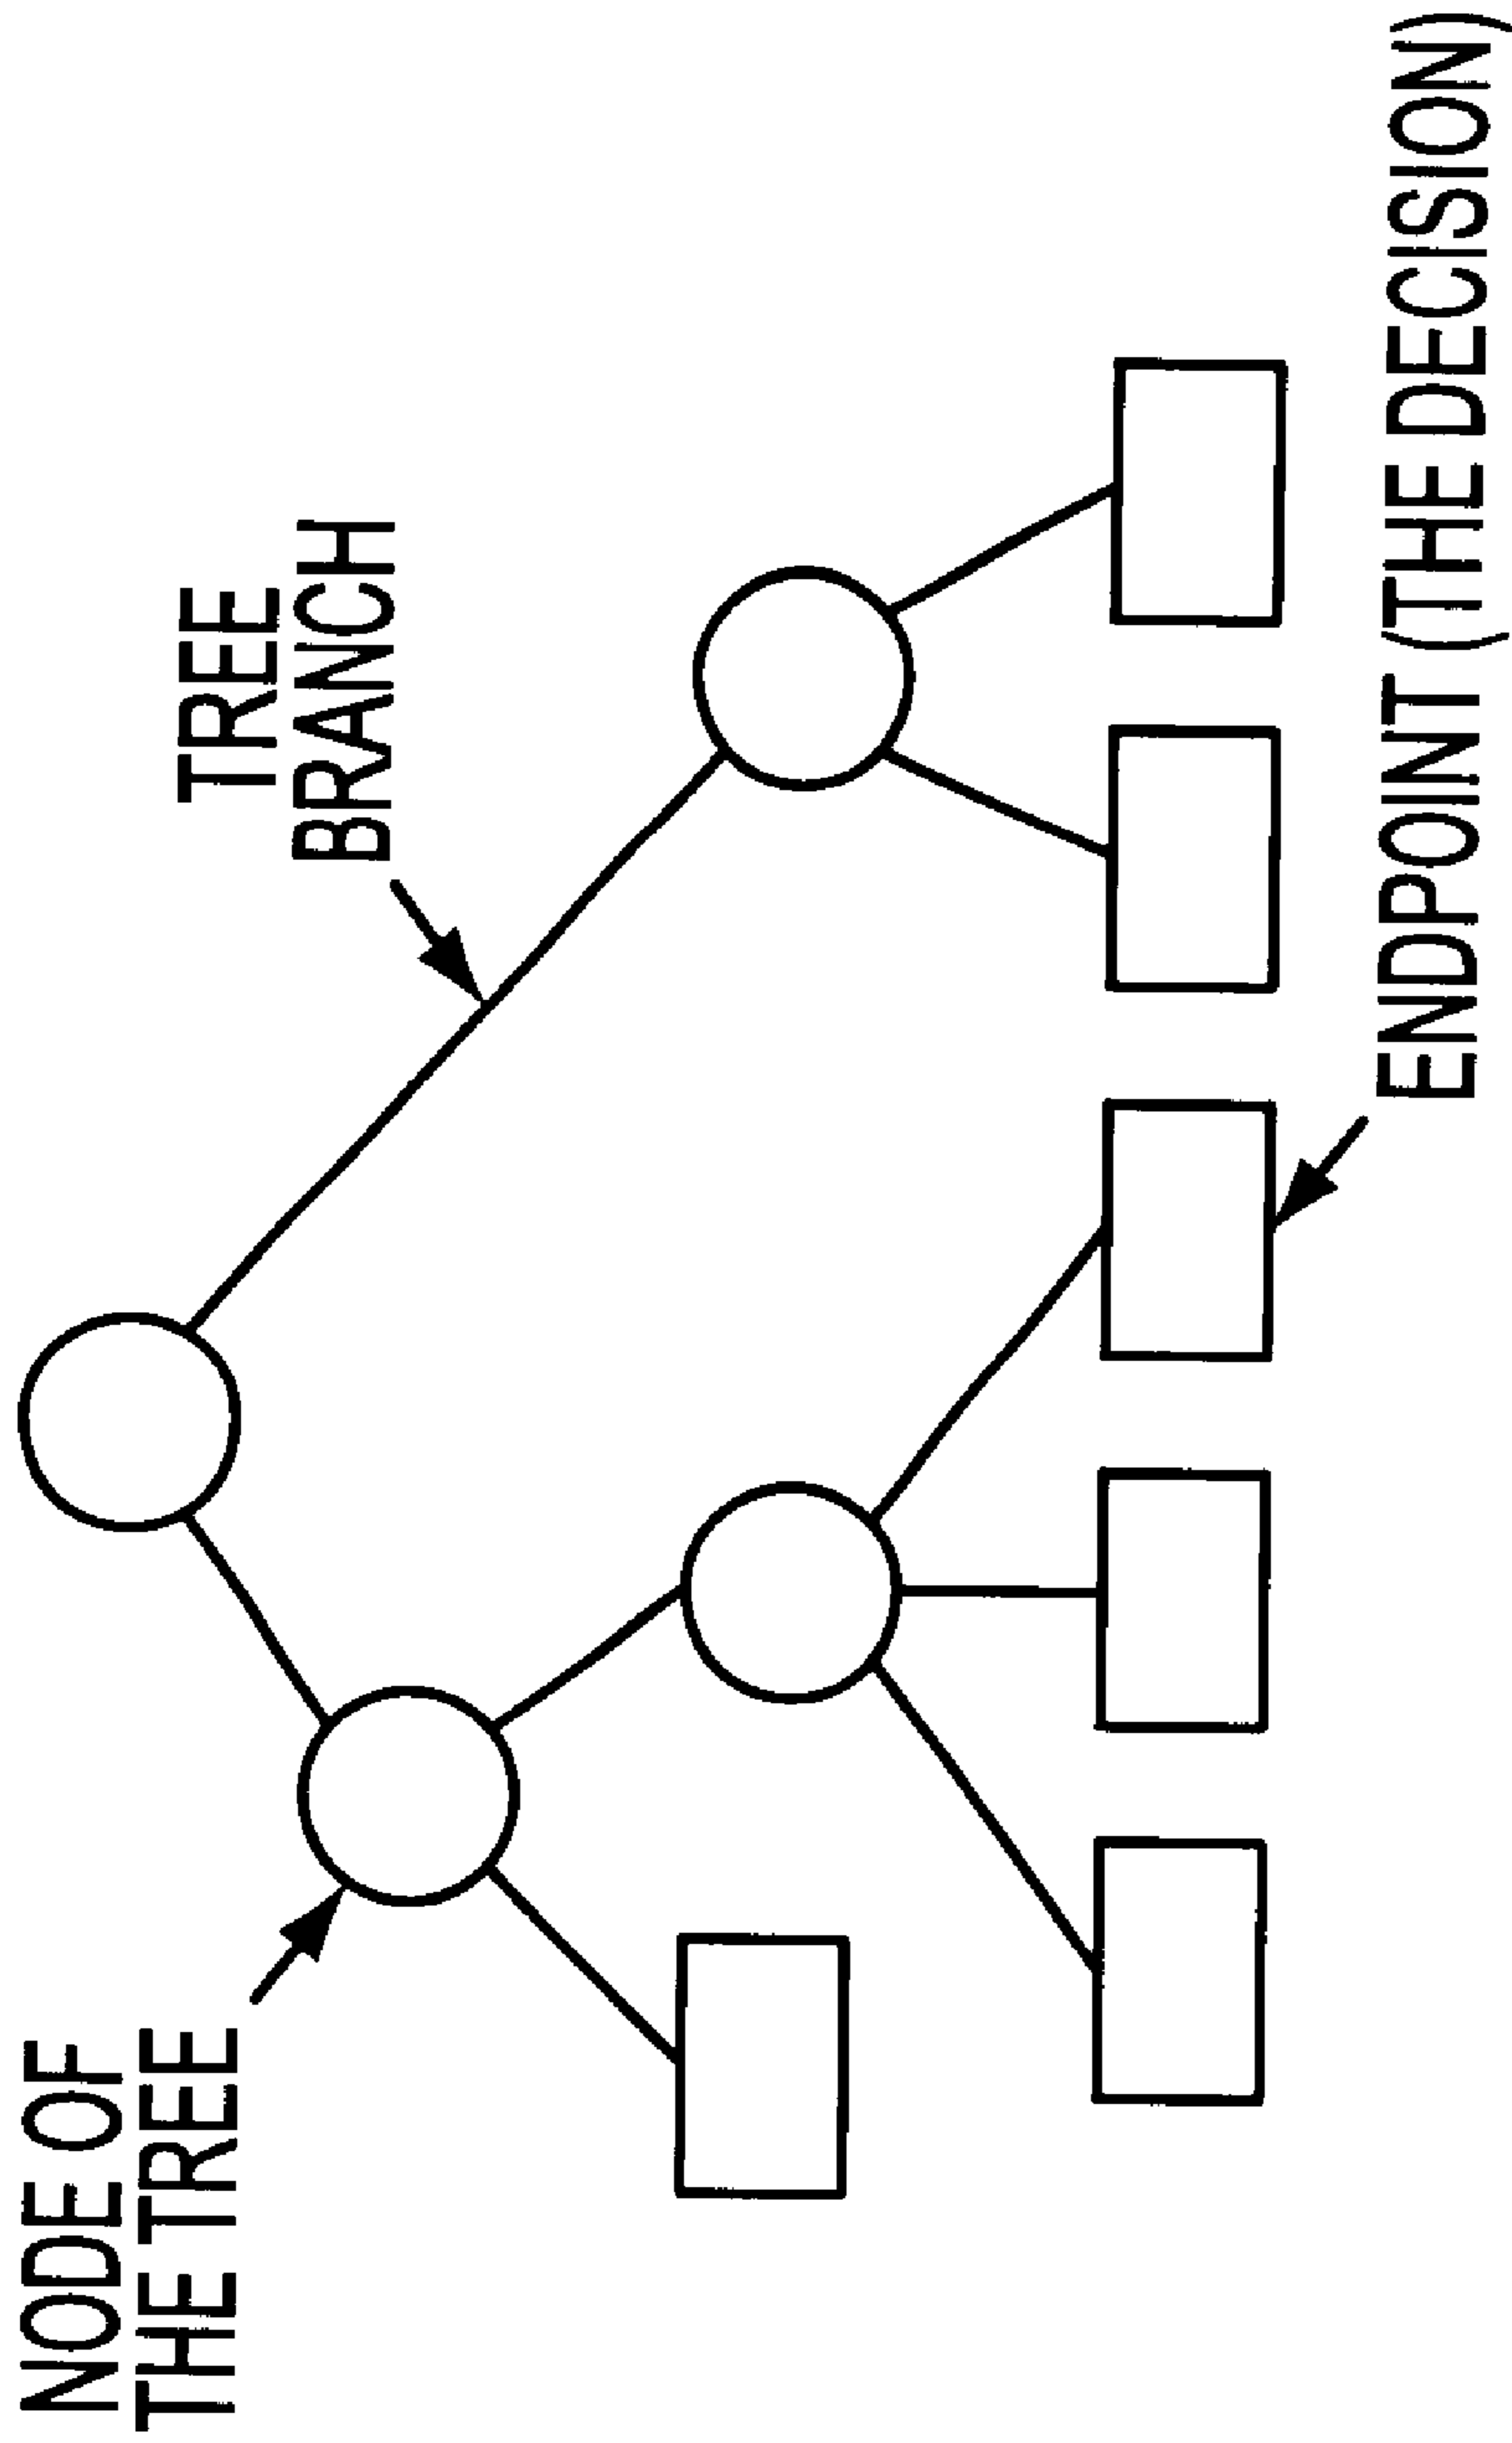 NODE OF
THE TREE
TREE
BRANCH
ENDPOINT (THE DECISION)